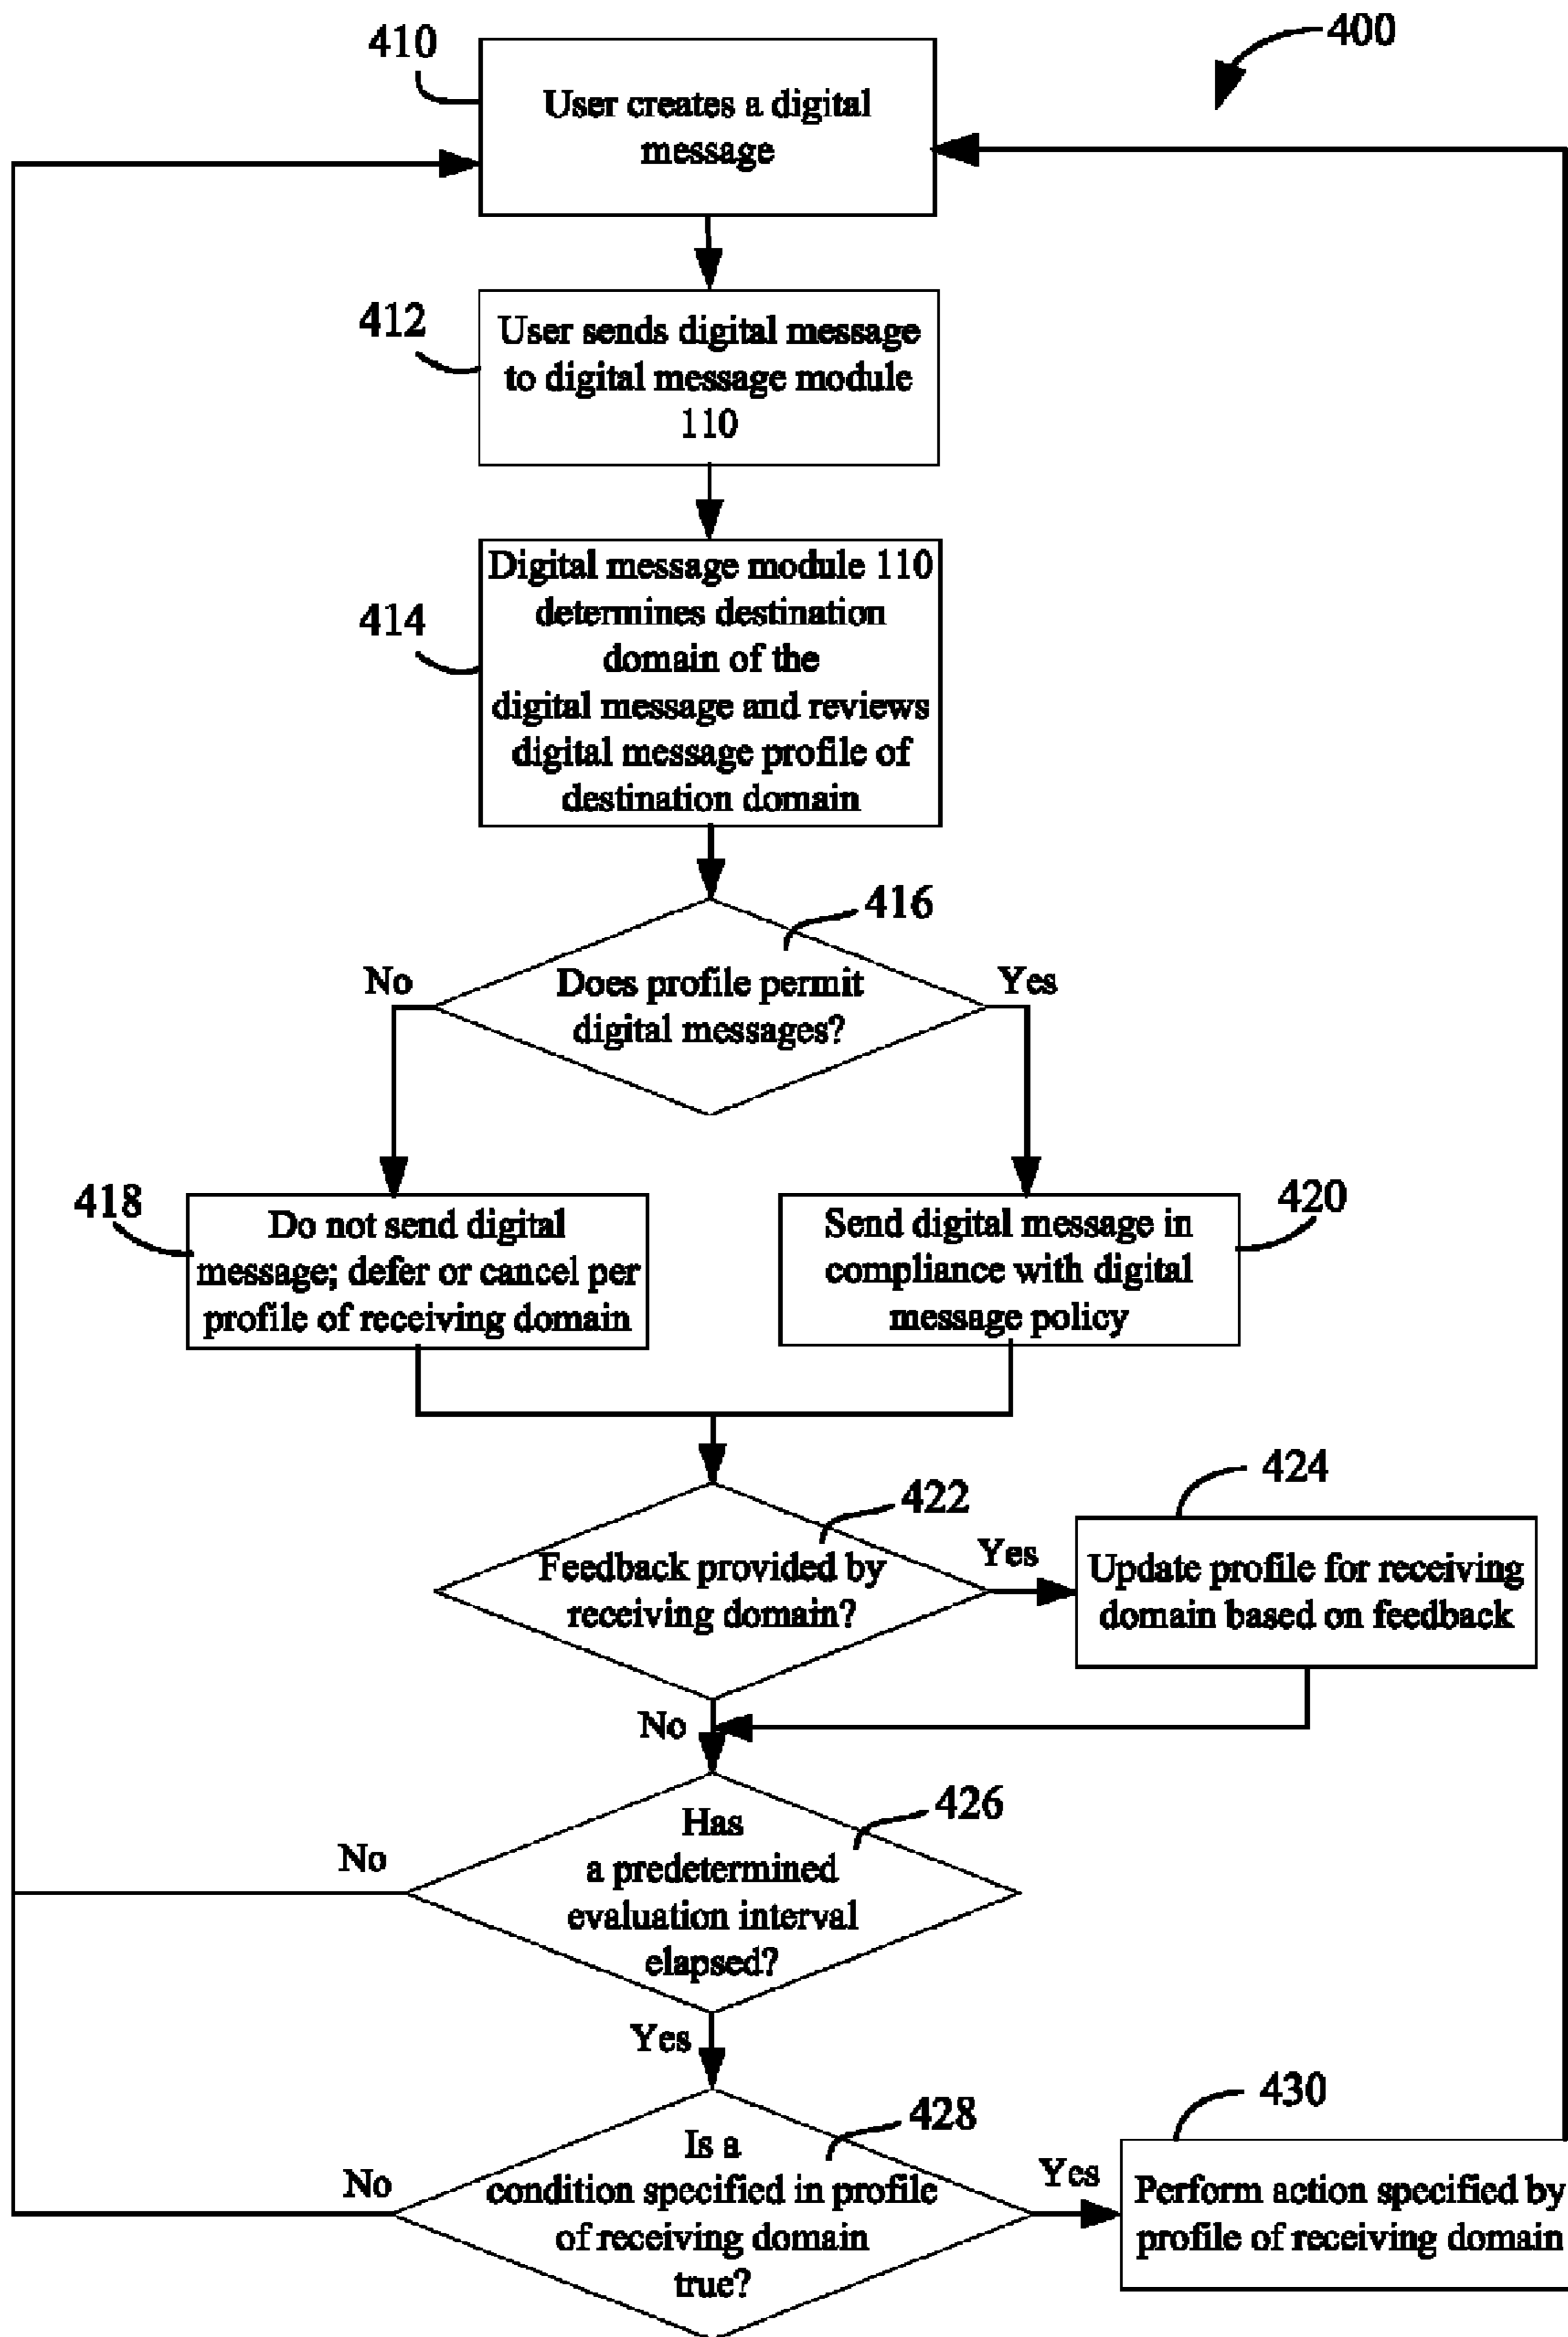 400
410
User creates a digital
message
412
User sends digital message
to digital message module
110
414
Digital message module 110
determines destination
domain of the
digital message and reviews
digital message profile of
destination domain
416
No
Does profile permit
digital messages?
Yes
418
Do not send digital
message; defer or cancel per
profile of receiving domain
420
Send digital message in
compliance with digital
message policy
422
Feedback provided by
receiving domain?
Yes
424
Update profile for receiving
domain based on feedback
No
426
Has
a predetermined
evaluation interval
elapsed?
No
Yes
428
Is a
condition specified in profile
of receiving domain
true?
No
Yes
430
Perform action specified by
profile of receiving domain